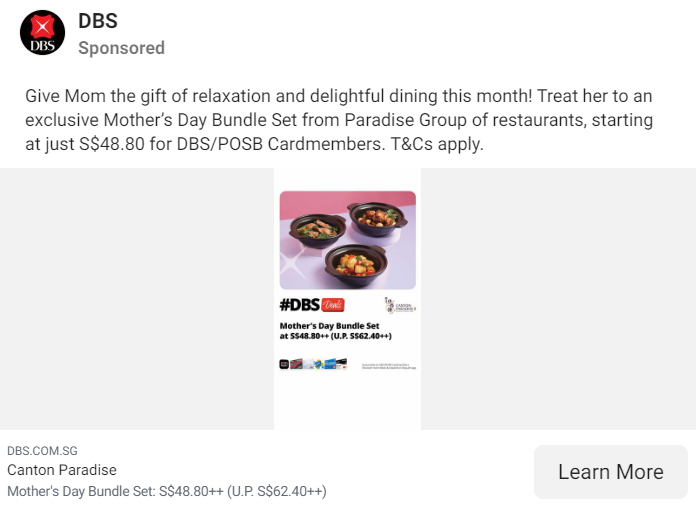 DBS
DBS
Sponsored
Give Mom the gift of relaxation and delightful dining this month! Treat her to an
exclusive Mother's Day Bundle Set from Paradise Group of restaurants, starting
at just S$48.80 for DBS/POSB Cardmembers. T&Cs apply.
#DBS Deals
CANTON
PARADISE
Mother's Day Bundle Set
at S$48.80++ (U.P. S$62.40++)
DBS.COM.SG
Canton Paradise
Mother's Day Bundle Set: S$48.80++ (U.P. S$62.40++)
Learn More